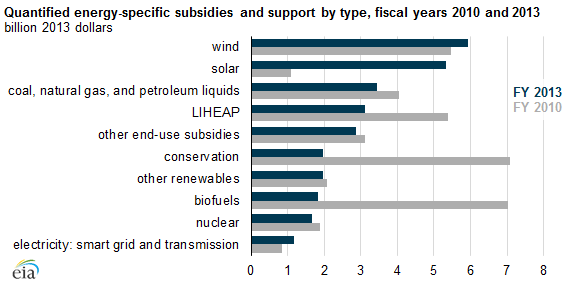 Quantified energy-specific subsidies and support by type, fiscal years 2010 and 2013
billion 2013 dollars
wind
solar
coal, natural gas, and petroleum liquids
LIHEAP
other end-use subsidies
conservation
other renewables
biofuels
nuclear
electricity: smart grid and transmission
FY 2013
FY 2010
0 1 2 3 4 5 6 7 8
eia